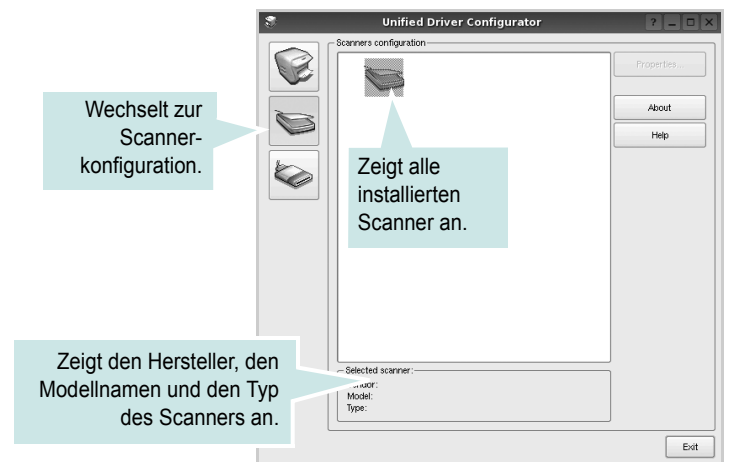 Unified Driver Configurator
Scanners configuration
Properties...
About
Help
Wechselt zur
Scanner-
konfiguration.
Zeigt alle
installierten
Scanner an.
Zeigt den Hersteller, den
Modellnamen und den Typ
des Scanners an.
Selected scanner:
Model:
Type:
Exit